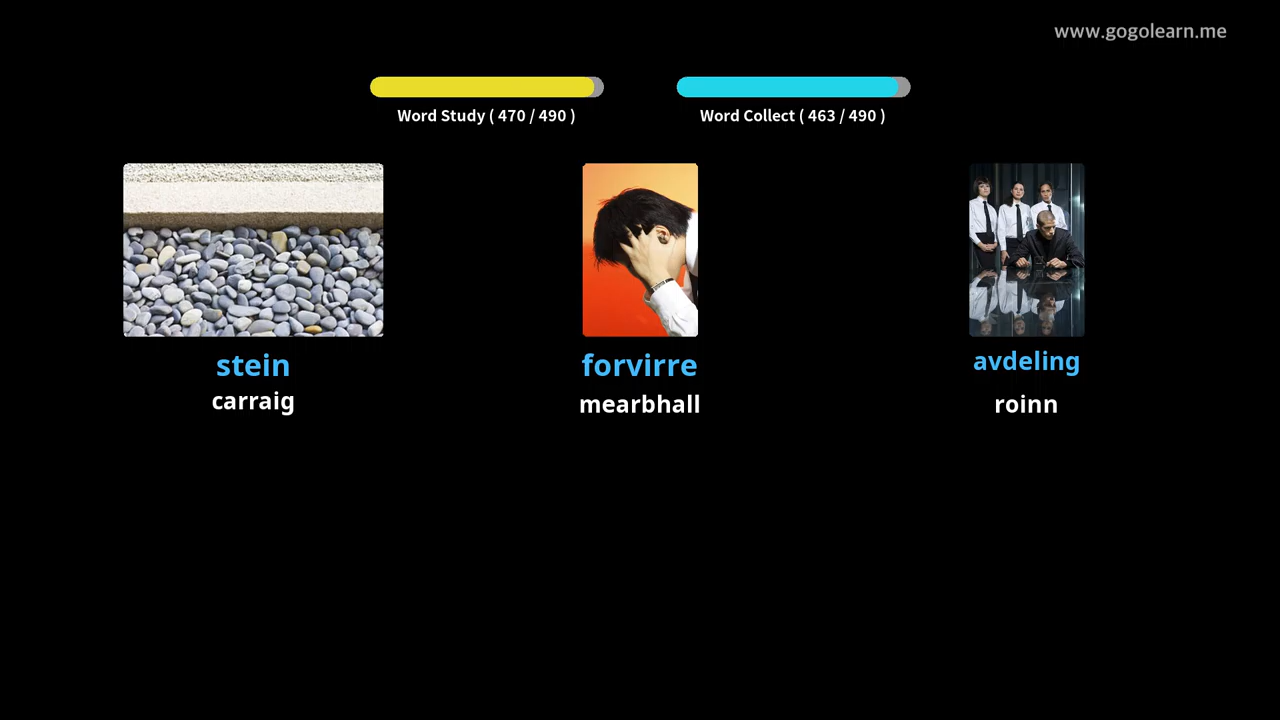 www.gogolearn.me
Word Study ( 470 / 490 )
Word Collect ( 463 / 490 )
stein
carraig
forvirre
mearbhall
avdeling
roinn